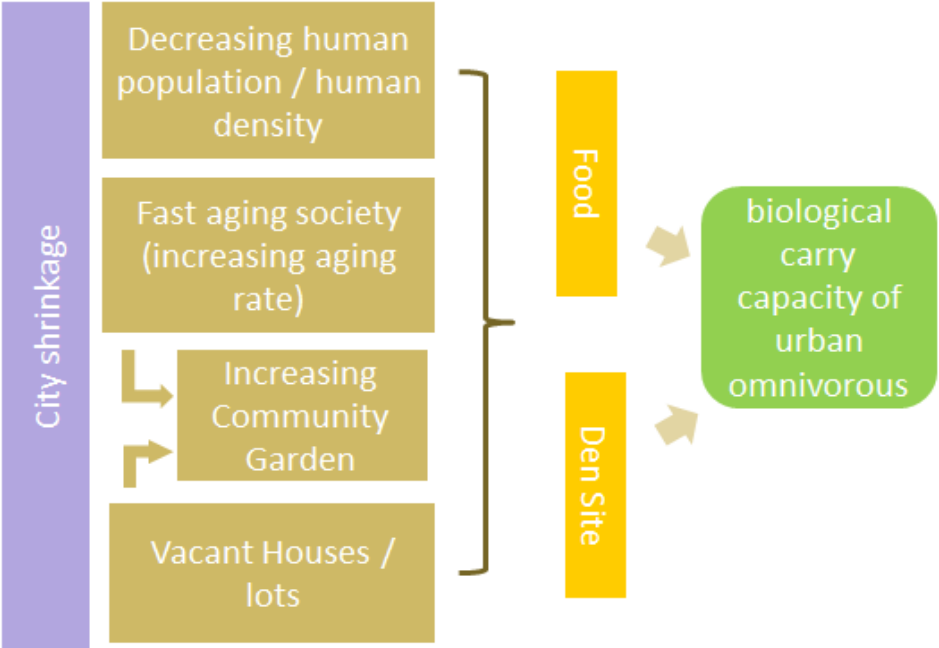 City shrinkage
Decreasing human
population / human
density
Fast aging society
(increasing aging
rate)
Increasing
Community
Garden
Vacant Houses /
lots
Food
Den Site
biological
carry
capacity of
urban
omnivorous